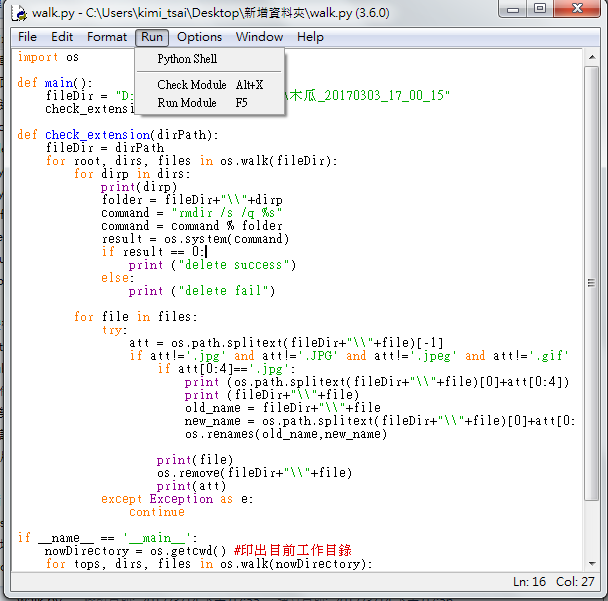 walk.py - C:\Users\kimi_tsai\Desktop\新增資料夾\walk.py (3.6.0)
File Edit Format Run Options Window Help
Python Shell
Check Module Alt+X
Run Module F5
import os
def main():
    fileDir = "D: \木瓜_20170303_17_00_15"
    check_extensi
def check_extension(dirPath):
    fileDir = dirPath
    for root, dirs, files in os.walk(fileDir):
        for dirp in dirs:
            print(dirp)
            folder = fileDir+"\\"+dirp
            command = "rmdir /s /q %s"
            command = command % folder
            result = os.system(command)
            if result == 0:
                print ("delete success")
            else:
                print ("delete fail")
        for file in files:
            try:
                att = os.path.splitext(fileDir+"\\"+file)[-1]
                if att!='.jpg' and att!='.JPG' and att!='.jpeg' and att!='.gif'
                    if att[0:4]=='.jpg':
                        print (os.path.splitext(fileDir+"\\"+file)[0]+att[0:4])
                        print (fileDir+"\\"+file)
                        old_name = fileDir+"\\"+file
                        new_name = os.path.splitext(fileDir+"\\"+file)[0]+att[0:
                        os.renames(old_name,new_name)
                    print(file)
                    os.remove(fileDir+"\\"+file)
                    print(att)
            except Exception as e:
                continue
if __name__ == '__main__':
    nowDirectory = os.getcwd() #印出目前工作目錄
    for tops, dirs, files in os.walk(nowDirectory):
Ln: 16 Col: 27